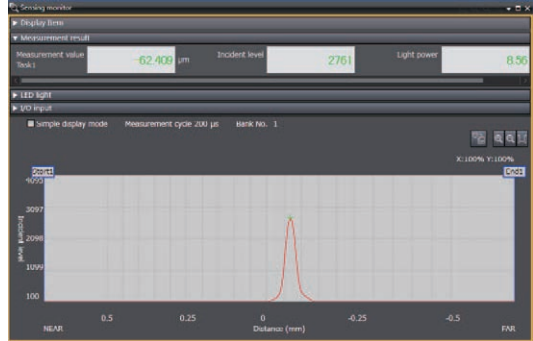 Sensing monitor
Display Item
Measurement result
Measurement value Task1 -62.409 μm Incident level 2761 Light power 8.56
LED light
I/O input
Simple display mode Measurement cycle 200 μs Bank No. 1
X:100% Y:100%
Start1 End1
4095
3097
2098
1099
100
Incident level
0.5 0.25 0 -0.25 -0.5
NEAR Distance (mm) FAR